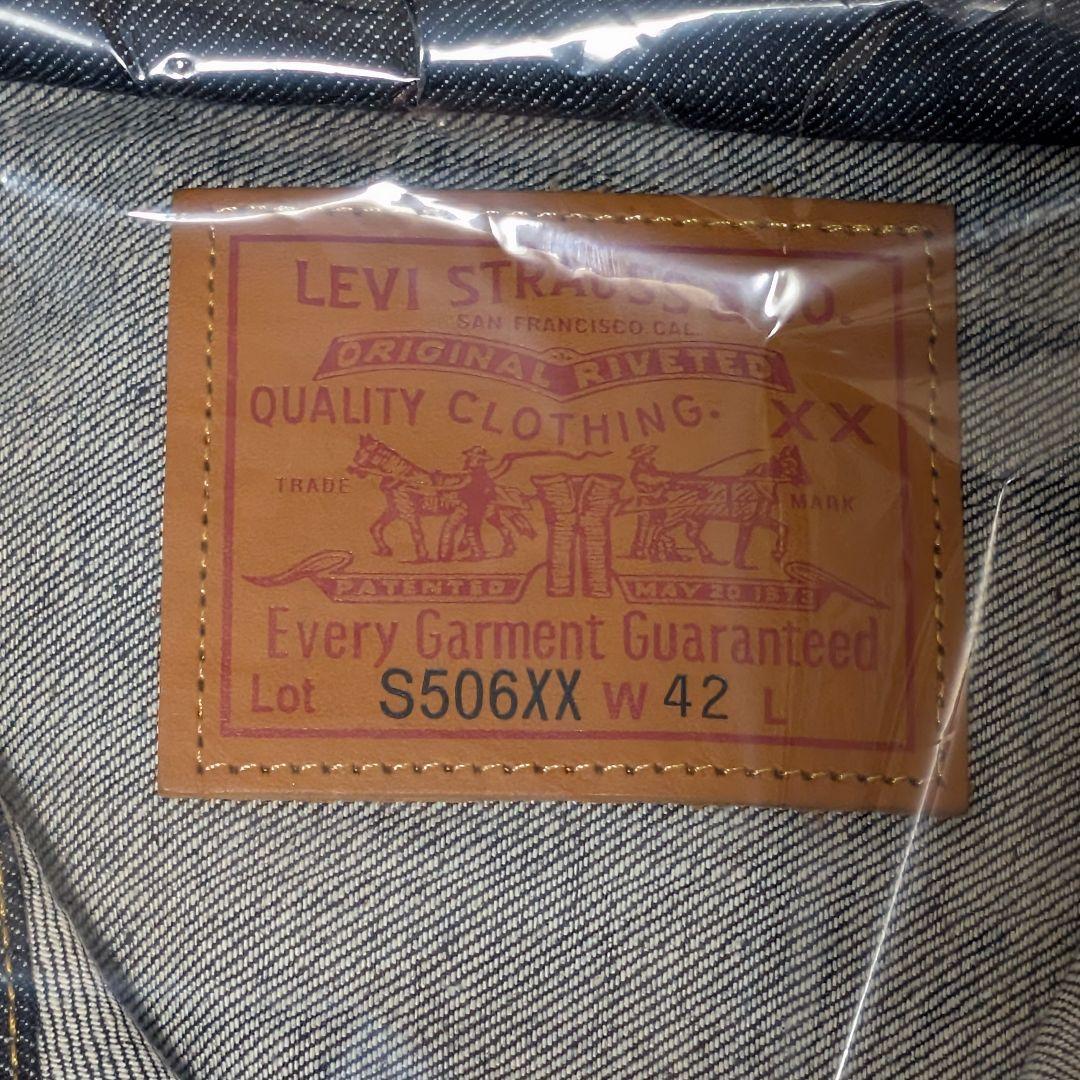 LEVI STRAUSS & CO.
SAN FRANCISCO.CAL.
ORIGINAL RIVETED
QUALITY CLOTHING. XX
TRADE MARK
PATENTED MAY 20 1873
Every Garment Guaranteed
Lot S506XX W 42 L